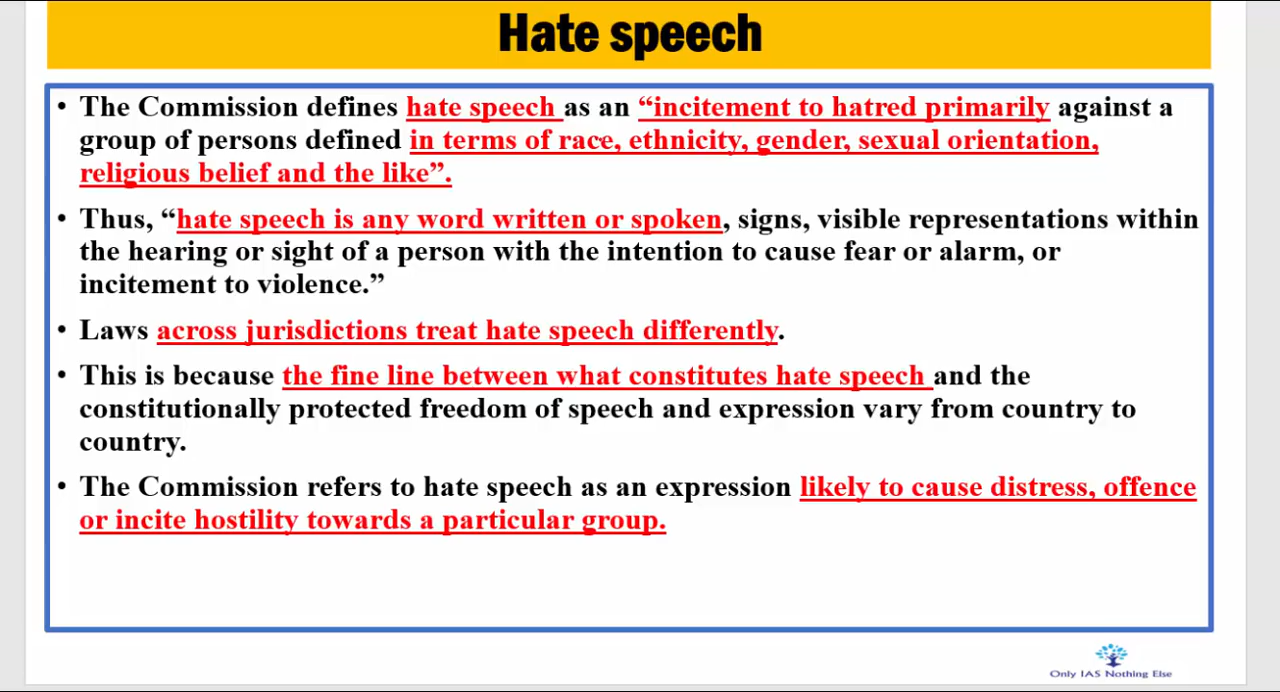 Hate speech
• The Commission defines hate speech as an “incitement to hatred primarily against a
group of persons defined in terms of race, ethnicity, gender, sexual orientation,
religious belief and the like”.
• Thus, “hate speech is any word written or spoken, signs, visible representations within
the hearing or sight of a person with the intention to cause fear or alarm, or
incitement to violence.”
• Laws across jurisdictions treat hate speech differently.
• This is because the fine line between what constitutes hate speech and the
constitutionally protected freedom of speech and expression vary from country to
country.
• The Commission refers to hate speech as an expression likely to cause distress, offence
or incite hostility towards a particular group.
Only IAS Nothing Else